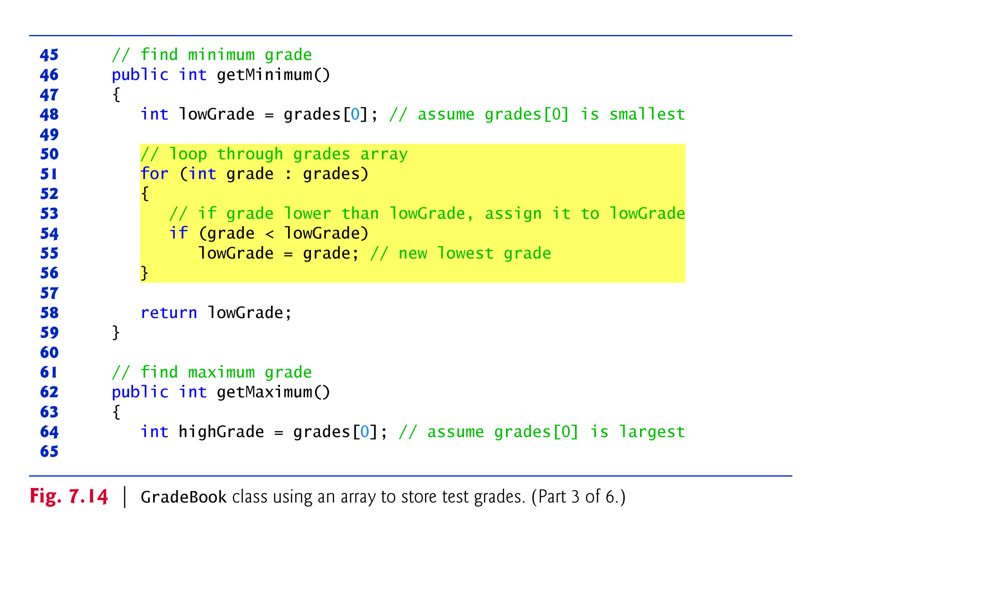 45 // find minimum grade
46 public int getMinimum()
47 {
48 int lowGrade = grades[0]; // assume grades[0] is smallest
49
50 // loop through grades array
51 for (int grade : grades)
52 {
53 // if grade lower than lowGrade, assign it to lowGrade
54 if (grade < lowGrade)
55 lowGrade = grade; // new lowest grade
56 }
57
58 return lowGrade;
59 }
60
61 // find maximum grade
62 public int getMaximum()
63 {
64 int highGrade = grades[0]; // assume grades[0] is largest
65
Fig. 7.14 | GradeBook class using an array to store test grades. (Part 3 of 6.)